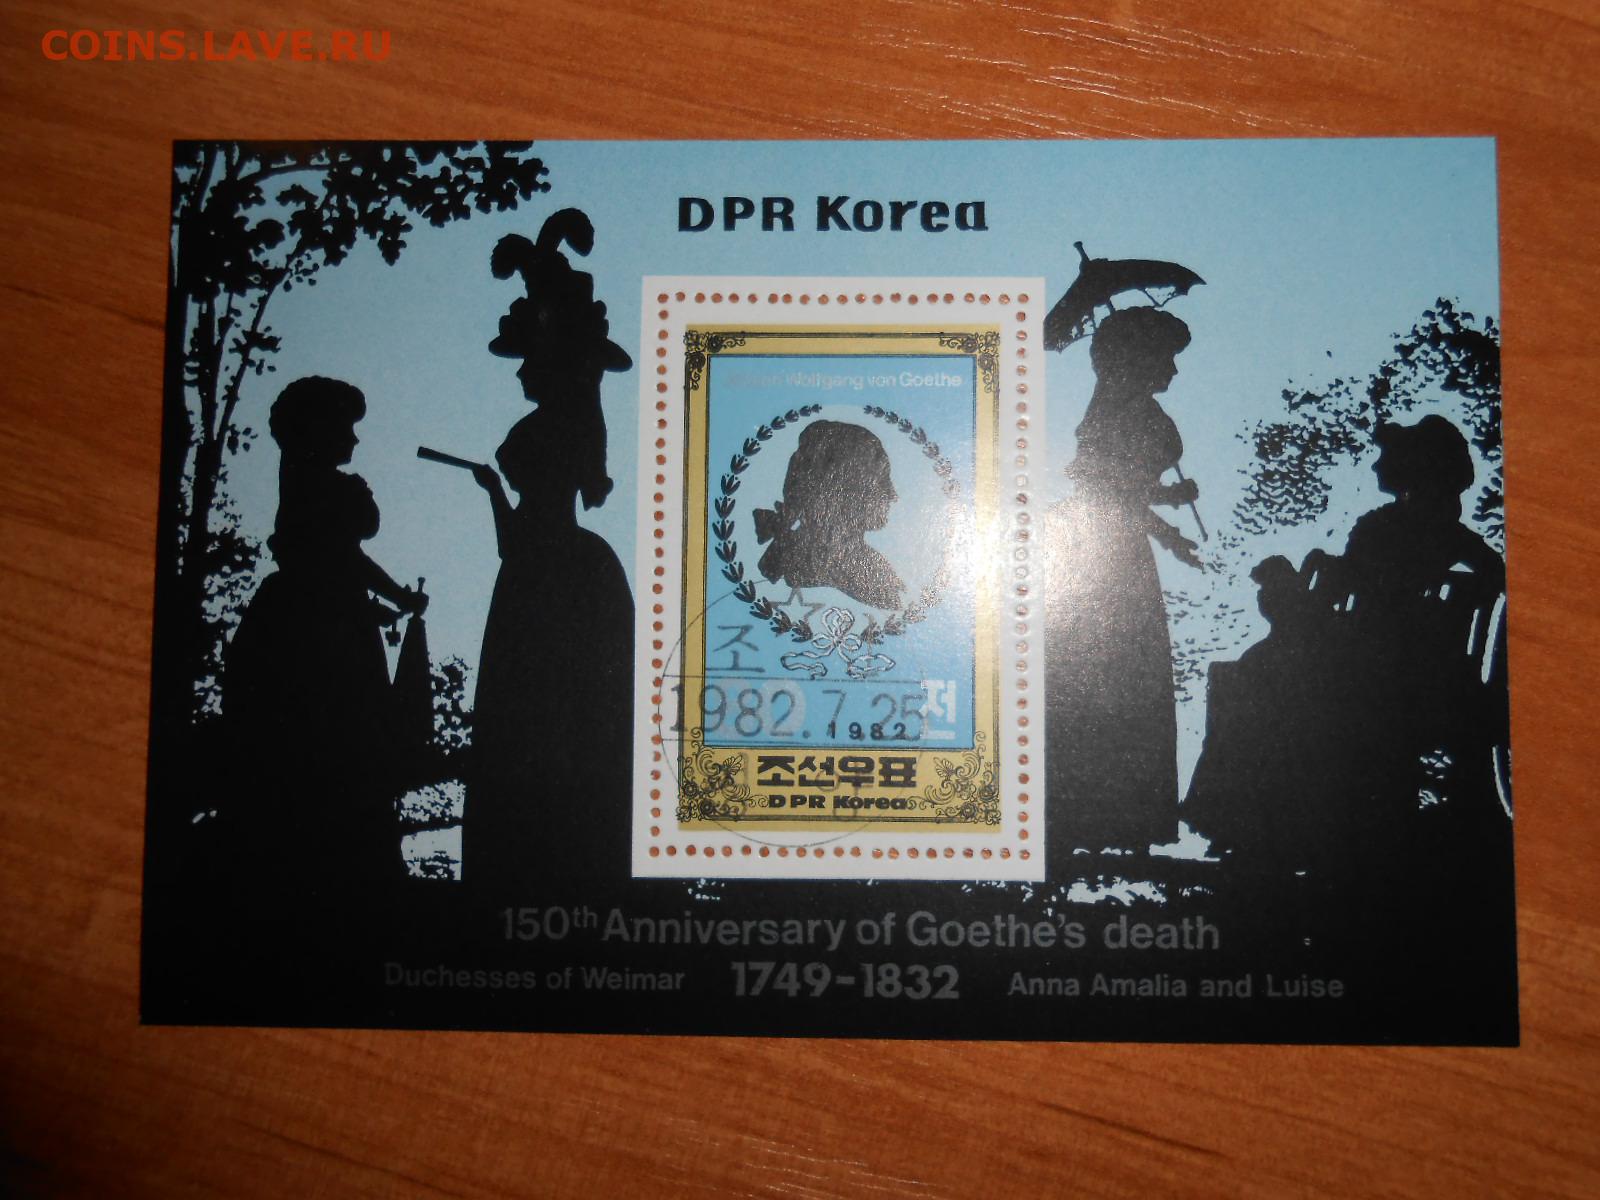 COINS.LAVE.RU
DPR Korea
Wolfgang von Goethe
조
1982.7.25
전
1982
조선우표
DPR Korea
150th Anniversary of Goethe's death
Duchesses of Weimar 1749-1832 Anna Amalia and Luise